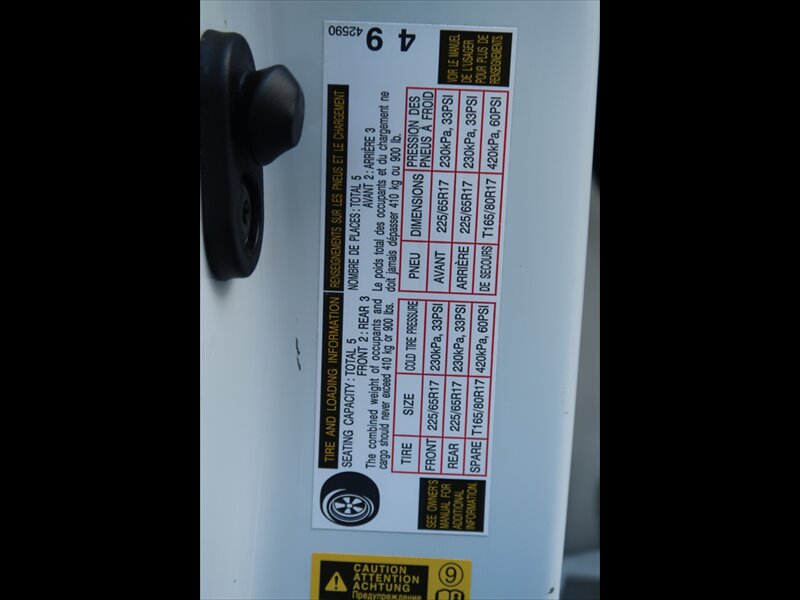 TIRE AND LOADING INFORMATION
SEATING CAPACITY: TOTAL 5
FRONT 2 : REAR 3
The combined weight of occupants and
cargo should never exceed 410 kg or 900 lbs.
TIRE SIZE COLD TIRE PRESSURE
FRONT 225/65R17 230kPa, 33PSI
REAR 225/65R17 230kPa, 33PSI
SPARE T165/80R17 420kPa, 60PSI
SEE OWNER'S
MANUAL FOR
ADDITIONAL
INFORMATION.
RENSEIGNEMENTS SUR LES PNEUS ET LE CHARGEMENT
NOMBRE DE PLACES: TOTAL 5
AVANT 2 : ARRIÈRE 3
Le poids total des occupants et du chargement ne
doit jamais dépasser 410 kg ou 900 lb.
PNEU DIMENSIONS PRESSION DES
PNEUS À FROID
AVANT 225/65R17 230kPa, 33PSI
ARRIÈRE 225/65R17 230kPa, 33PSI
DE SECOURS T165/80R17 420kPa, 60PSI
VOIR LE MANUEL
DE L'USAGER
POUR PLUS DE
RENSEIGNEMENTS.
42590
4 9
CAUTION
ATTENTION
ACHTUNG
Предупреждение
9